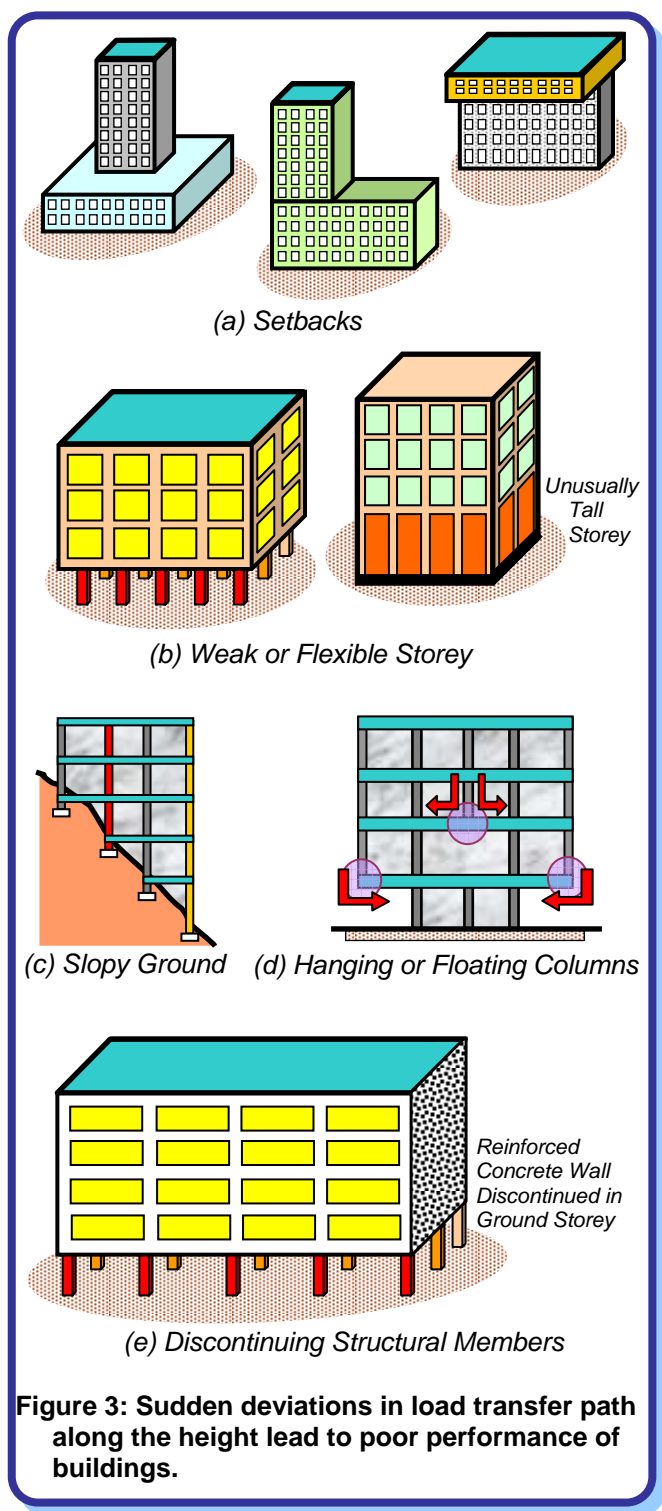 (a) Setbacks
Unusually
Tall
Storey
(b) Weak or Flexible Storey
(c) Slopy Ground
(d) Hanging or Floating Columns
Reinforced
Concrete Wall
Discontinued in
Ground Storey
(e) Discontinuing Structural Members
Figure 3: Sudden deviations in load transfer path
along the height lead to poor performance of
buildings.